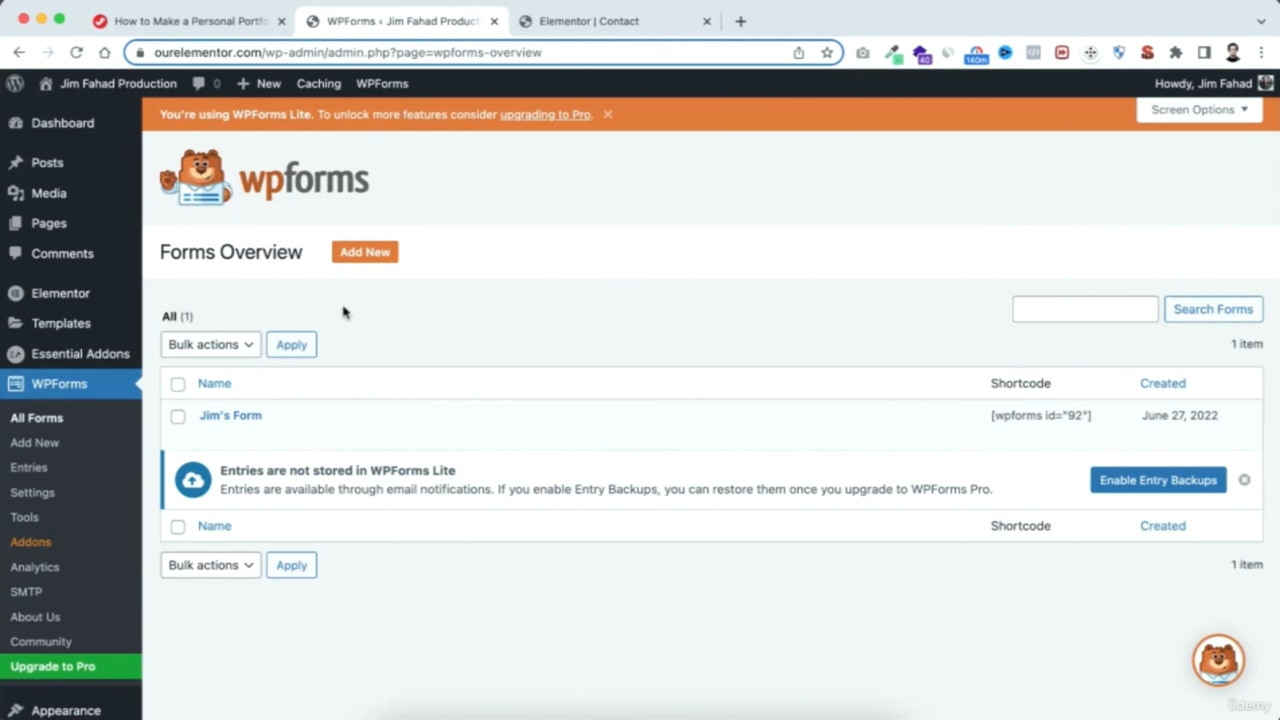 How to Make a Personal Portfo
WPForms ‹ Jim Fahad Product
Elementor | Contact
ourelementor.com/wp-admin/admin.php?page=wpforms-overview
40
140m
Jim Fahad Production
0
New
Caching
WPForms
Howdy, Jim Fahad
You're using WPForms Lite. To unlock more features consider upgrading to Pro.
Screen Options
Dashboard
Posts
Media
Pages
Comments
Elementor
Templates
Essential Addons
WPForms
All Forms
Add New
Entries
Settings
Tools
Addons
Analytics
SMTP
About Us
Community
Upgrade to Pro
Appearance
wpforms
Forms Overview
Add New
All (1)
Search Forms
Bulk actions
Apply
1 item
Name
Shortcode
Created
Jim's Form
[wpforms id="92"]
June 27, 2022
Entries are not stored in WPForms Lite
Entries are available through email notifications. If you enable Entry Backups, you can restore them once you upgrade to WPForms Pro.
Enable Entry Backups
Name
Shortcode
Created
Bulk actions
Apply
1 item
ûdemy